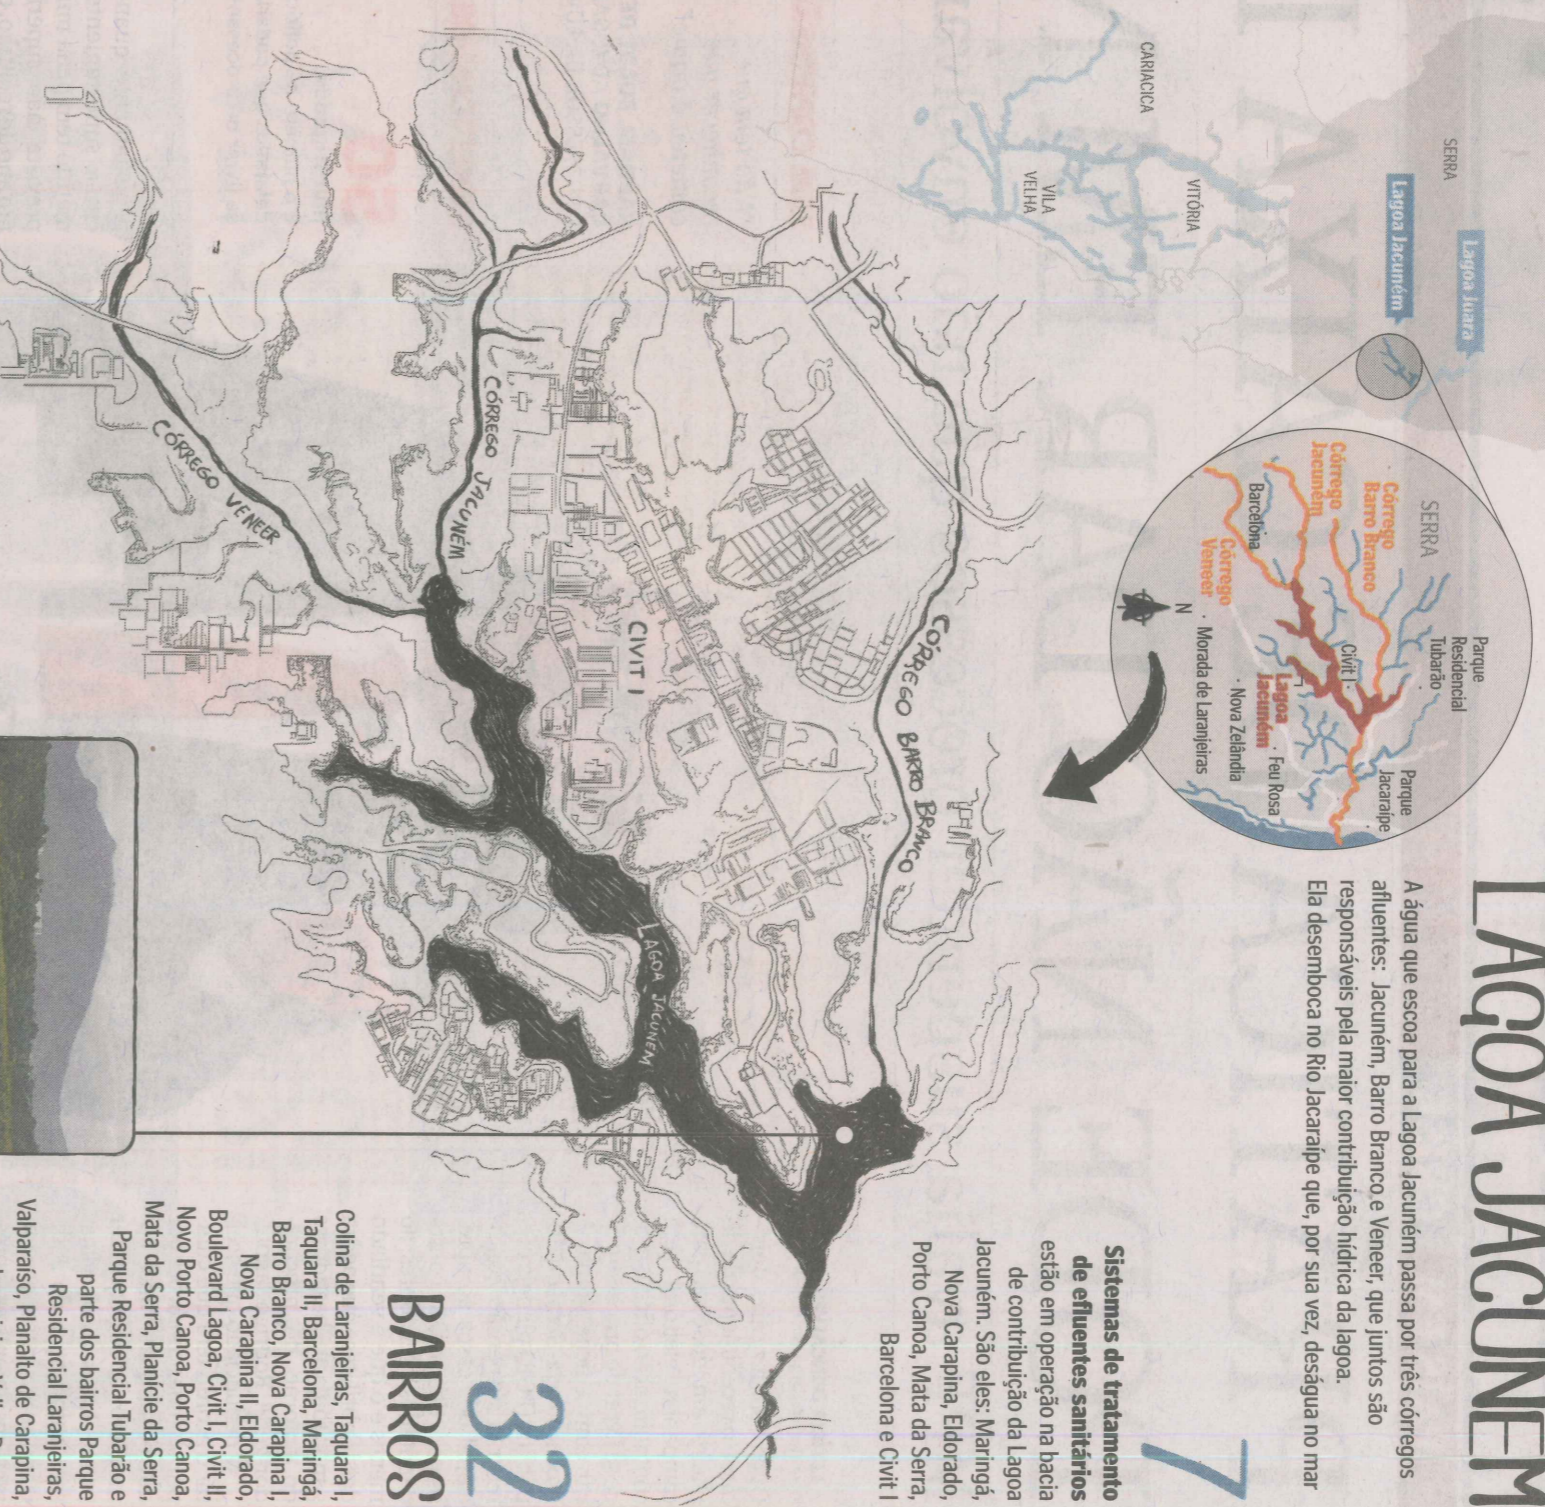 LAGOA JACUNEM
A água que escoa para a Lagoa Jacuném passa por três córregos
afluentes: Jacuném, Barro Branco e Veneer, que juntos são
responsáveis pela maior contribuição hídrica da lagoa.
Ela desemboca no Rio Jacaraípe que, por sua vez, deságua no mar
SERRA
Lagoa Juara
Lagoa Jacuném
CARIACICA
VITÓRIA
VILA
VELHA
SERRA
Parque
Residencial
Tubarão
Parque
Jacaraípe
Córrego
Barro Branco
Córrego
Jacuném
Civit I
Lagoa
Jacuném
Feu Rosa
Nova Zelândia
Barcelona
Córrego
Veneer
Morada de Laranjeiras
N
CÓRREGO BARRO BRANCO
CIVIT I
CÓRREGO JACUNÉM
CÓRREGO VENEER
LAGOA JACUNEM
7
Sistemas de tratamento
de efluentes sanitários
estão em operação na bacia
de contribuição da Lagoa
Jacuném. São eles: Maringá,
Nova Carapina, Eldorado,
Porto Canoa, Mata da Serra,
Barcelona e Civit I
32
BAIRROS
Colina de Laranjeiras, Taquara I,
Taquara II, Barcelona, Maringá,
Barro Branco, Nova Carapina I,
Nova Carapina II, Eldorado,
Boulevard Lagoa, Civit I, Civit II,
Novo Porto Canoa, Porto Canoa,
Mata da Serra, Planície da Serra,
Parque Residencial Tubarão e
parte dos bairros Parque
Residencial Laranjeiras,
Valparaíso, Planalto de Carapina,